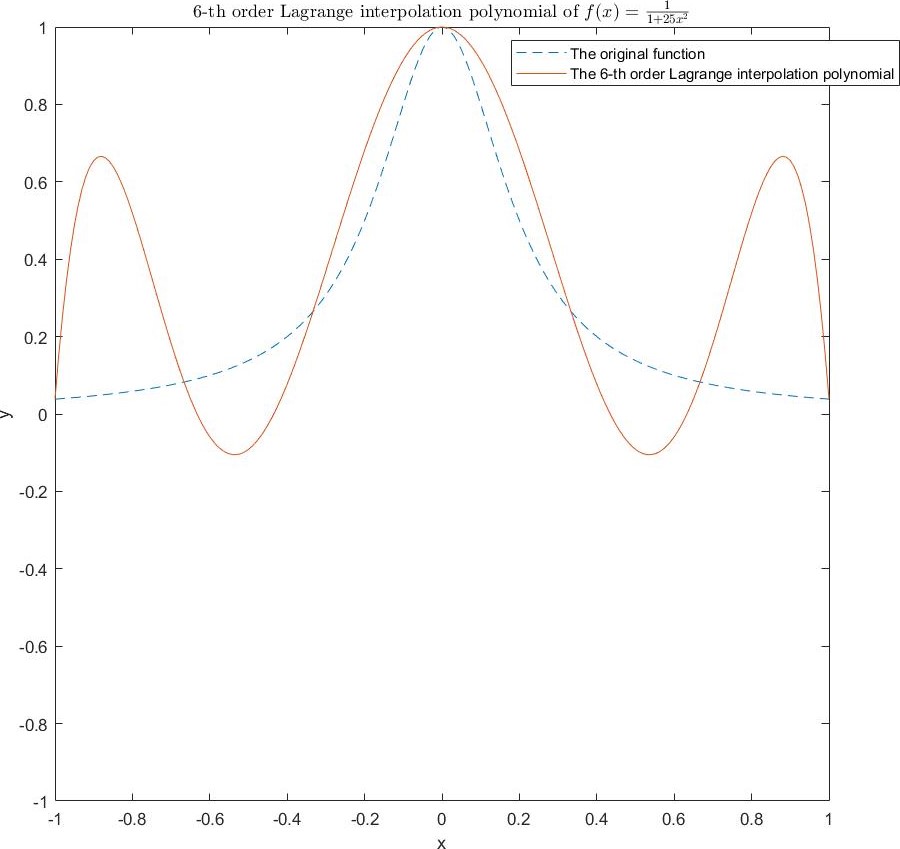 6-th order Lagrange interpolation polynomial of f(x) = 1/(1+25x²)
The original function
The 6-th order Lagrange interpolation polynomial
1
0.8
0.6
0.4
0.2
0
-0.2
-0.4
-0.6
-0.8
-1
y
-1 -0.8 -0.6 -0.4 -0.2 0 0.2 0.4 0.6 0.8 1
x